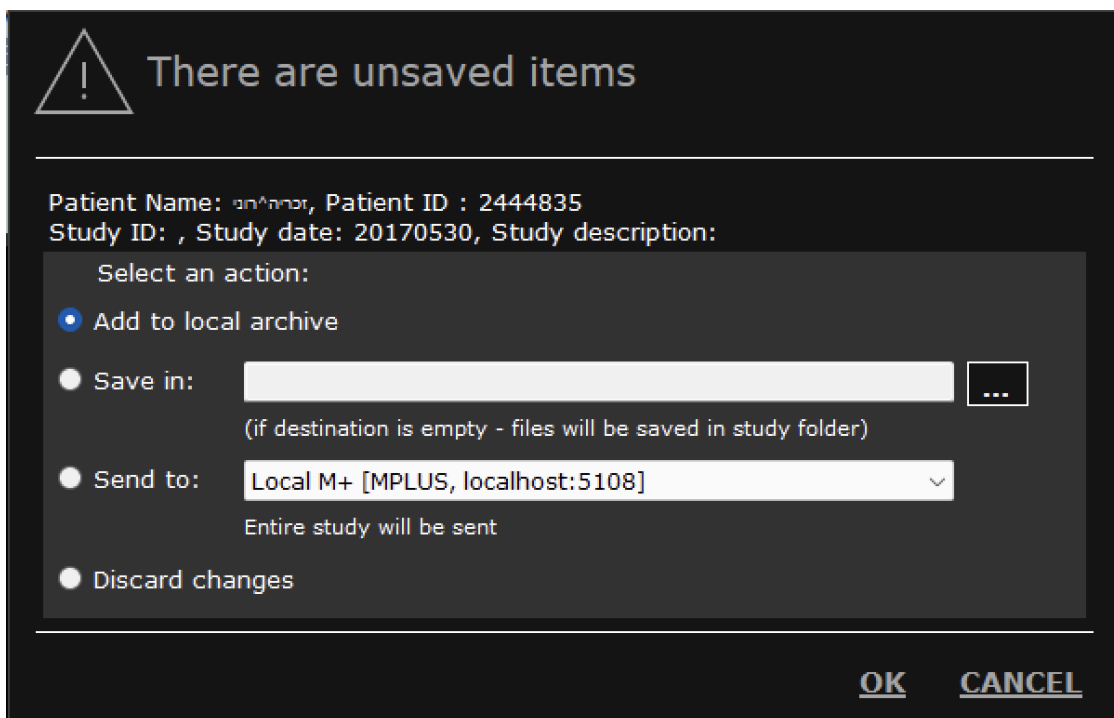 There are unsaved items
Patient Name: זכריה^רוני, Patient ID : 2444835
Study ID: , Study date: 20170530, Study description:
Select an action:
Add to local archive
Save in:
...
(if destination is empty - files will be saved in study folder)
Send to: Local M+ [MPLUS, localhost:5108]
Entire study will be sent
Discard changes
OK CANCEL